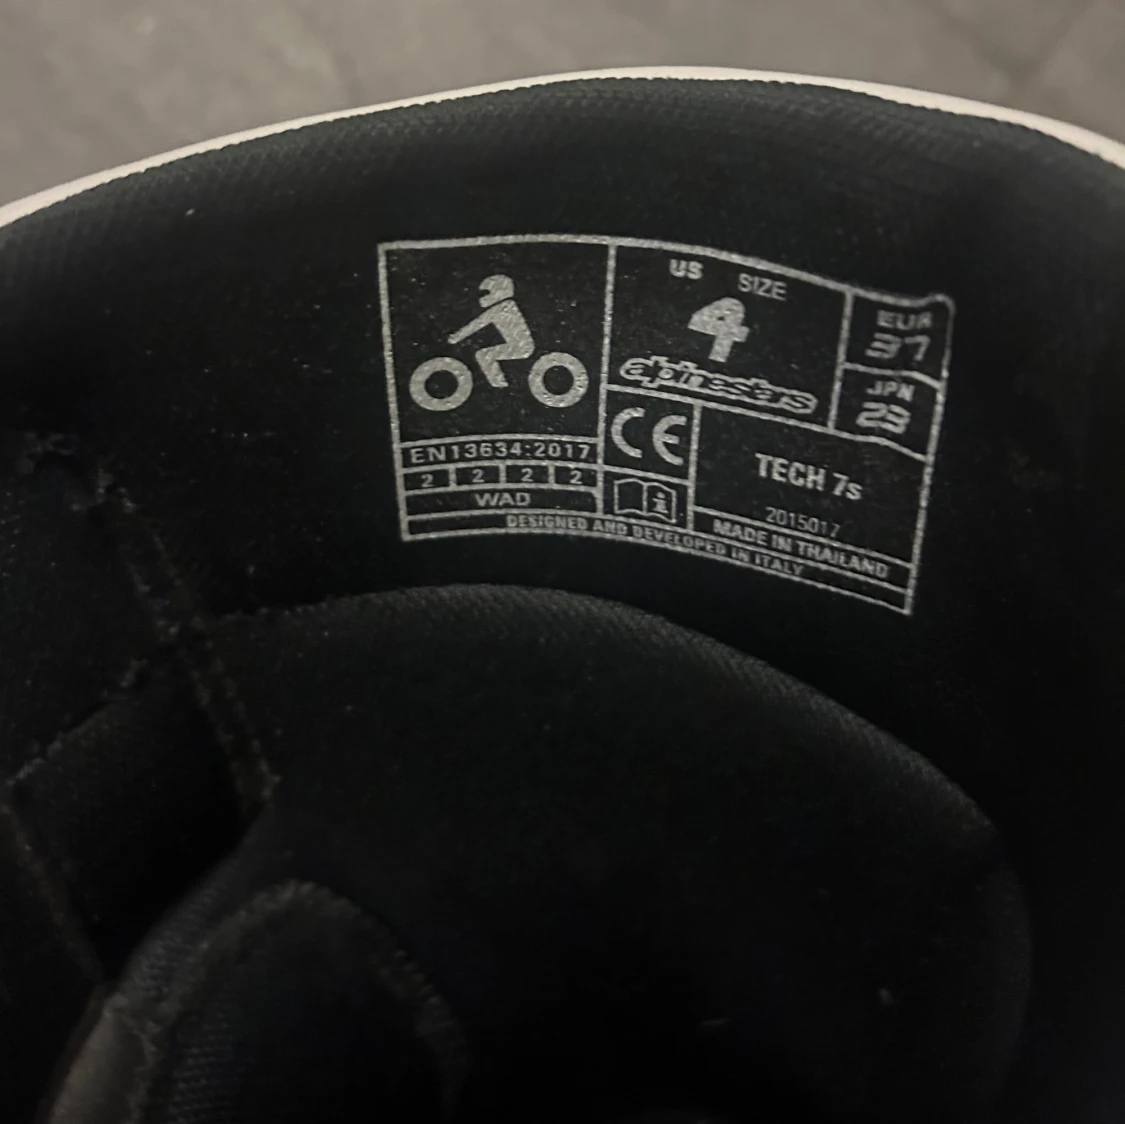 US SIZE
4
alpinestars
EUR
37
JPN
23
EN13634:2017
2 2 2 2
WAD
CE
i
TECH 7s
2015017
MADE IN THAILAND
DESIGNED AND DEVELOPED IN ITALY